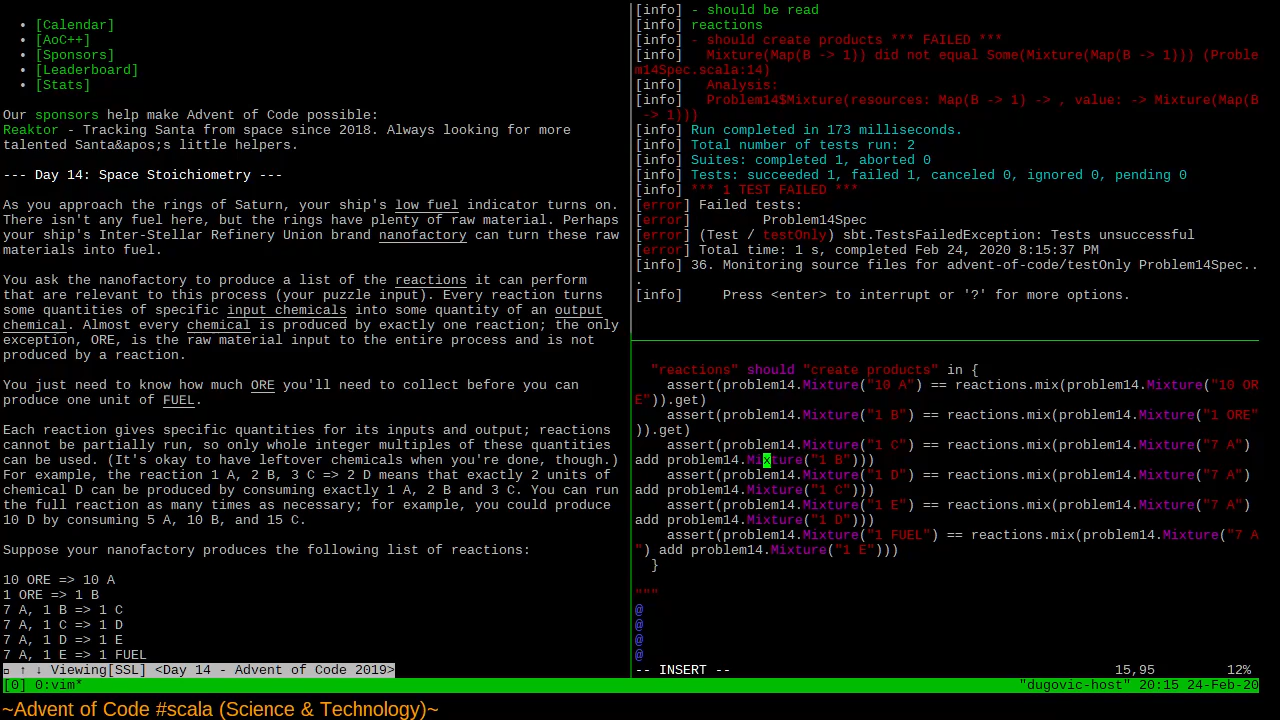 • [Calendar]
• [AoC++]
• [Sponsors]
• [Leaderboard]
• [Stats]
Our sponsors help make Advent of Code possible:
Reaktor - Tracking Santa from space since 2018. Always looking for more
talented Santa&apos;s little helpers.
--- Day 14: Space Stoichiometry ---
As you approach the rings of Saturn, your ship's low fuel indicator turns on.
There isn't any fuel here, but the rings have plenty of raw material. Perhaps
your ship's Inter-Stellar Refinery Union brand nanofactory can turn these raw
materials into fuel.
You ask the nanofactory to produce a list of the reactions it can perform
that are relevant to this process (your puzzle input). Every reaction turns
some quantities of specific input chemicals into some quantity of an output
chemical. Almost every chemical is produced by exactly one reaction; the only
exception, ORE, is the raw material input to the entire process and is not
produced by a reaction.
You just need to know how much ORE you'll need to collect before you can
produce one unit of FUEL.
Each reaction gives specific quantities for its inputs and output; reactions
cannot be partially run, so only whole integer multiples of these quantities
can be used. (It's okay to have leftover chemicals when you're done, though.)
For example, the reaction 1 A, 2 B, 3 C => 2 D means that exactly 2 units of
chemical D can be produced by consuming exactly 1 A, 2 B and 3 C. You can run
the full reaction as many times as necessary; for example, you could produce
10 D by consuming 5 A, 10 B, and 15 C.
Suppose your nanofactory produces the following list of reactions:
10 ORE => 10 A
1 ORE => 1 B
7 A, 1 B => 1 C
7 A, 1 C => 1 D
7 A, 1 D => 1 E
7 A, 1 E => 1 FUEL
↑ ↓ Viewing[SSL] <Day 14 - Advent of Code 2019>
[info] - should be read
[info] reactions
[info] - should create products *** FAILED ***
[info]   Mixture(Map(B -> 1)) did not equal Some(Mixture(Map(B -> 1))) (Proble
m14Spec.scala:14)
[info]   Analysis:
[info]   Problem14$Mixture(resources: Map(B -> 1) -> , value: -> Mixture(Map(B
 -> 1)))
[info] Run completed in 173 milliseconds.
[info] Total number of tests run: 2
[info] Suites: completed 1, aborted 0
[info] Tests: succeeded 1, failed 1, canceled 0, ignored 0, pending 0
[info] *** 1 TEST FAILED ***
[error] Failed tests:
[error]         Problem14Spec
[error] (Test / testOnly) sbt.TestsFailedException: Tests unsuccessful
[error] Total time: 1 s, completed Feb 24, 2020 8:15:37 PM
[info] 36. Monitoring source files for advent-of-code/testOnly Problem14Spec..
.
[info]     Press <enter> to interrupt or '?' for more options.
  "reactions" should "create products" in {
    assert(problem14.Mixture("10 A") == reactions.mix(problem14.Mixture("10 OR
E")).get)
    assert(problem14.Mixture("1 B") == reactions.mix(problem14.Mixture("1 ORE"
)).get)
    assert(problem14.Mixture("1 C") == reactions.mix(problem14.Mixture("7 A")
add problem14.Mixture("1 B")))
    assert(problem14.Mixture("1 D") == reactions.mix(problem14.Mixture("7 A")
add problem14.Mixture("1 C")))
    assert(problem14.Mixture("1 E") == reactions.mix(problem14.Mixture("7 A")
add problem14.Mixture("1 D")))
    assert(problem14.Mixture("1 FUEL") == reactions.mix(problem14.Mixture("7 A
") add problem14.Mixture("1 E")))
  }
"""
@
@
@
@
-- INSERT -- 15,95 12%
[0] 0:vim* "dugovic-host" 20:15 24-Feb-20
~Advent of Code #scala (Science & Technology)~